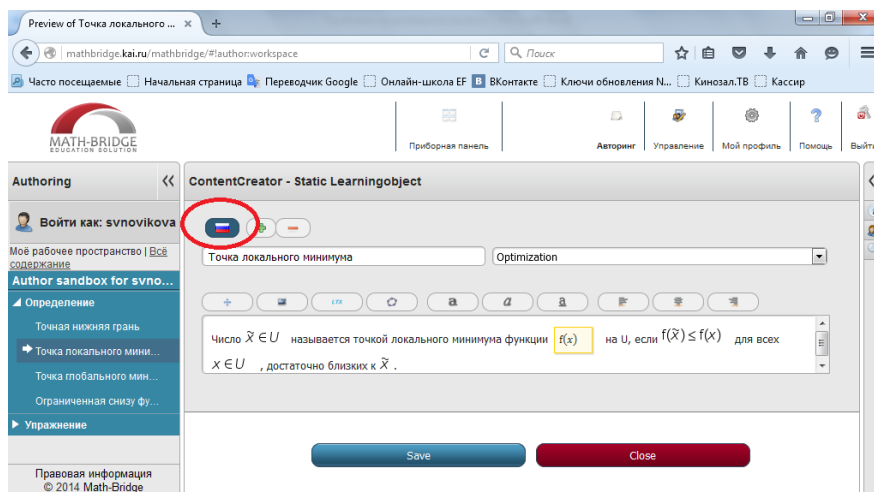 Preview of Точка локального ...
mathbridge.kai.ru/mathbridge/#!author:workspace
Поиск
Часто посещаемые Начальная страница Переводчик Google Онлайн-школа EF B ВКонтакте Ключи обновления N... Кинозал.ТВ Кассир
MATH-BRIDGE
EDUCATION SOLUTION
Приборная панель Авторинг Управление Мой профиль Помощь Выйти
Authoring ContentCreator - Static Learningobject
Войти как: svnovikova
Моё рабочее пространство | Всё содержание
Author sandbox for svno...
Определение
Точная нижняя грань
Точка локального мини...
Точка глобального мин...
Ограниченная снизу фу...
Упражнение
Правовая информация
© 2014 Math-Bridge
Точка локального минимума Optimization
LTX a a a
Число x̃ ∈ U называется точкой локального минимума функции f(x) на U, если f(x̃) ≤ f(x) для всех
x ∈ U , достаточно близких к x̃ .
Save Close